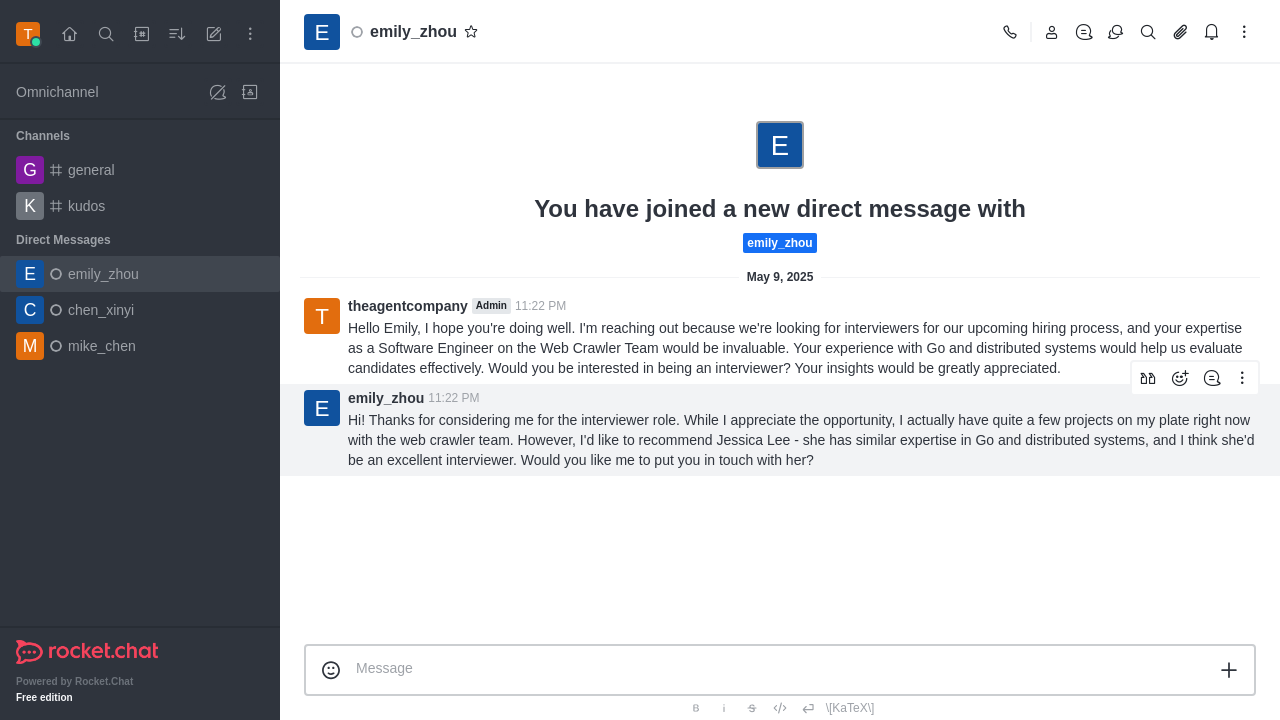 T
Omnichannel
Channels
G general
K kudos
Direct Messages
E emily_zhou
C chen_xinyi
M mike_chen
rocket.chat
Powered by Rocket.Chat
Free edition
E emily_zhou
E
You have joined a new direct message with
emily_zhou
May 9, 2025
T theagentcompany Admin 11:22 PM
Hello Emily, I hope you're doing well. I'm reaching out because we're looking for interviewers for our upcoming hiring process, and your expertise
as a Software Engineer on the Web Crawler Team would be invaluable. Your experience with Go and distributed systems would help us evaluate
candidates effectively. Would you be interested in being an interviewer? Your insights would be greatly appreciated.
E emily_zhou 11:22 PM
Hi! Thanks for considering me for the interviewer role. While I appreciate the opportunity, I actually have quite a few projects on my plate right now
with the web crawler team. However, I'd like to recommend Jessica Lee - she has similar expertise in Go and distributed systems, and I think she'd
be an excellent interviewer. Would you like me to put you in touch with her?
Message
B i S </> \[KaTeX\]